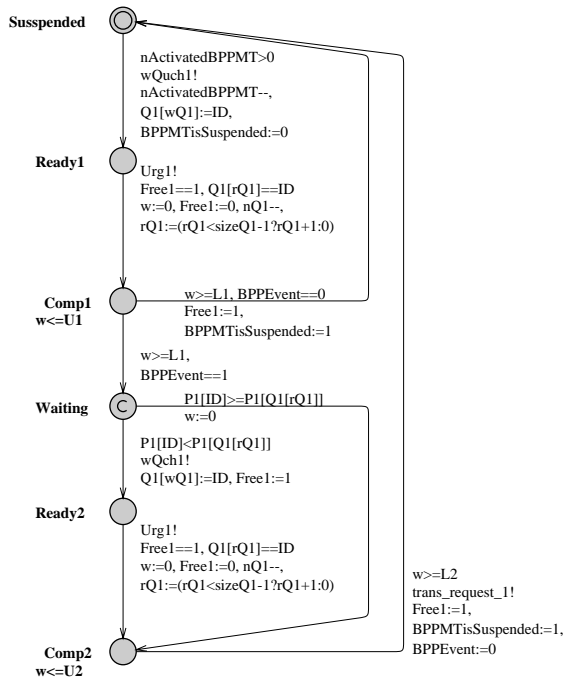 Susspended
nActivatedBPPMT>0
wQuch1!
nActivatedBPPMT--,
Q1[wQ1]:=ID,
BPPMTisSuspended:=0
Ready1
Urg1!
Free1==1, Q1[rQ1]==ID
w:=0, Free1:=0, nQ1--,
rQ1:=(rQ1<sizeQ1-1?rQ1+1:0)
Comp1
w<=U1
w>=L1, BPPEvent==0
Free1:=1,
BPPMTisSuspended:=1
w>=L1,
BPPEvent==1
Waiting
C
P1[ID]>=P1[Q1[rQ1]]
w:=0
P1[ID]<P1[Q1[rQ1]]
wQch1!
Q1[wQ1]:=ID, Free1:=1
Ready2
Urg1!
Free1==1, Q1[rQ1]==ID
w:=0, Free1:=0, nQ1--,
rQ1:=(rQ1<sizeQ1-1?rQ1+1:0)
w>=L2
trans_request_1!
Free1:=1,
BPPMTisSuspended:=1,
BPPEvent:=0
Comp2
w<=U2